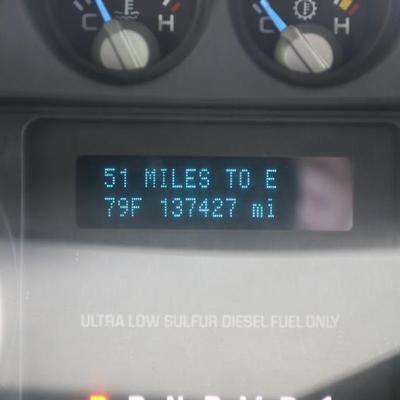 C H C H
51 MILES TO E
79F 137427 mi
ULTRA LOW SULFUR DIESEL FUEL ONLY